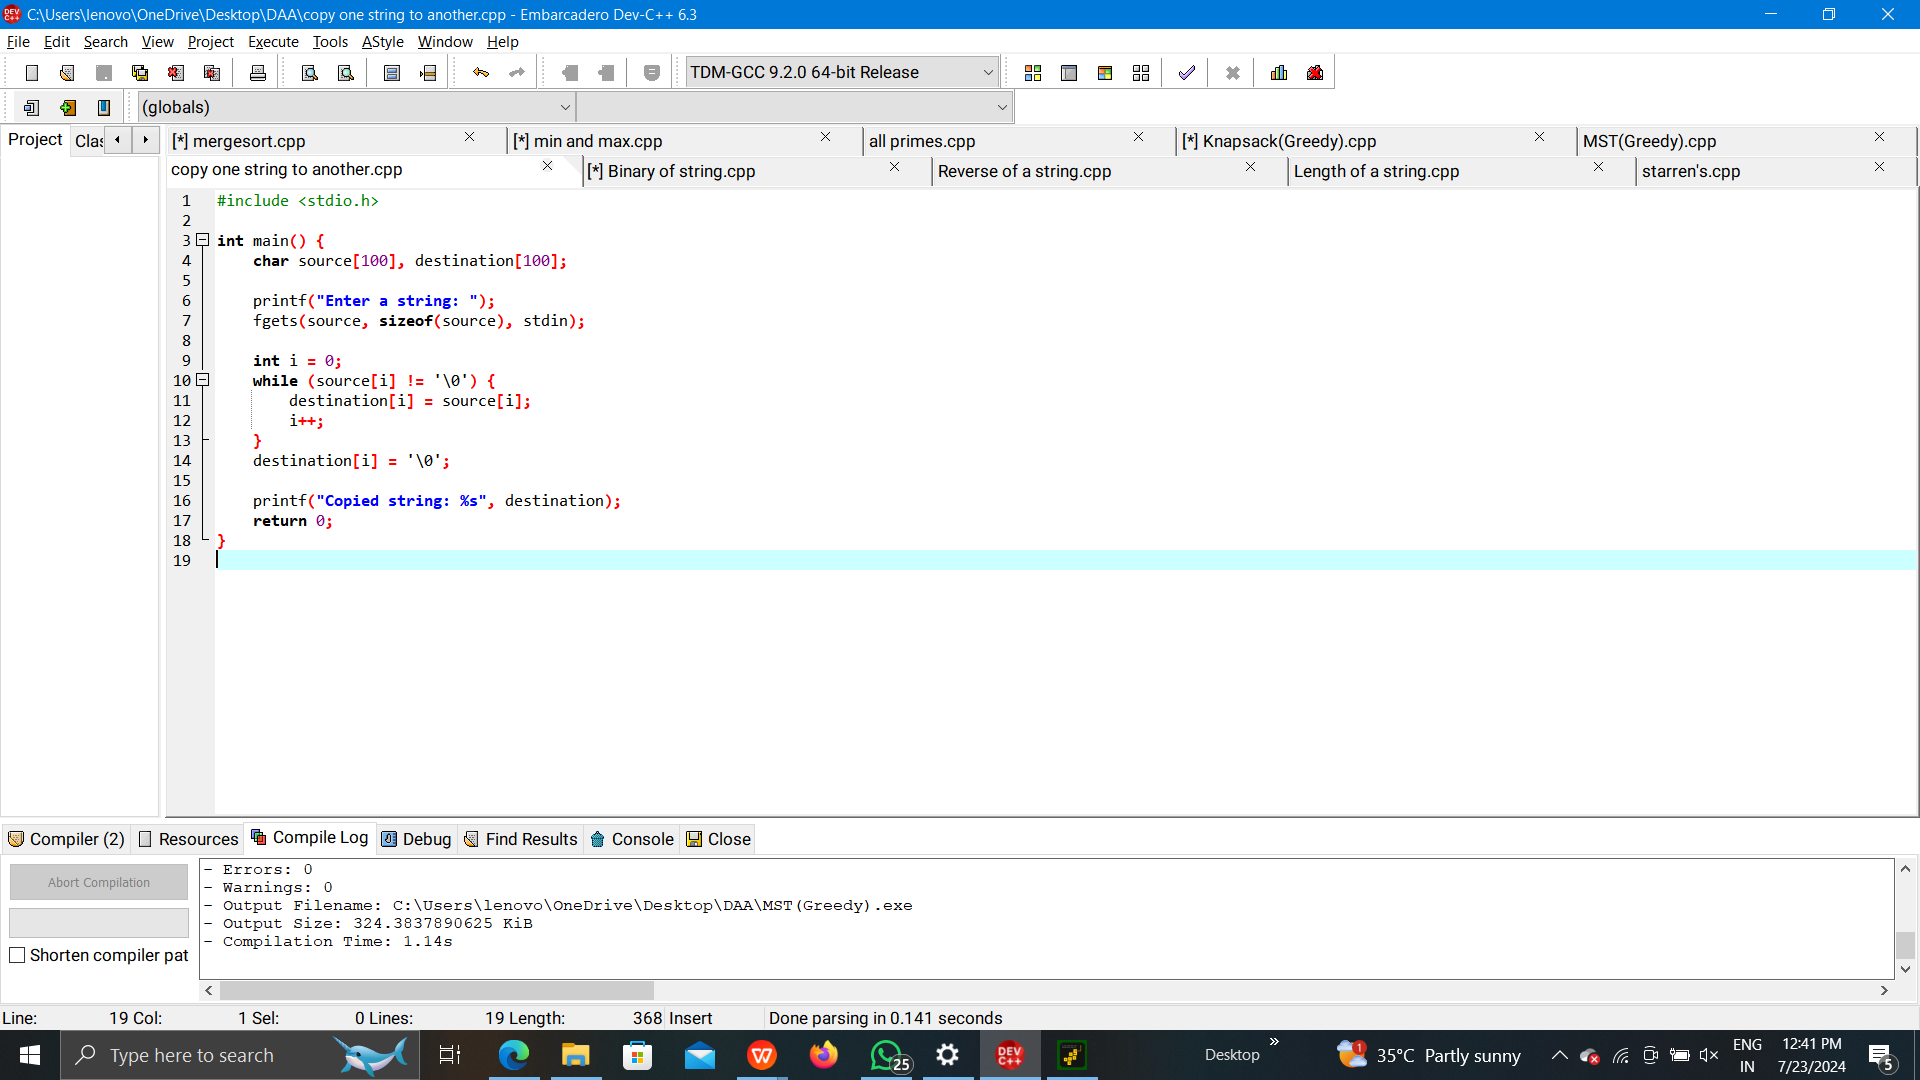 C:\Users\lenovo\OneDrive\Desktop\DAA\copy one string to another.cpp - Embarcadero Dev-C++ 6.3
File Edit Search View Project Execute Tools AStyle Window Help
TDM-GCC 9.2.0 64-bit Release
(globals)
Project Clas
[*] mergesort.cpp [*] min and max.cpp all primes.cpp [*] Knapsack(Greedy).cpp MST(Greedy).cpp
copy one string to another.cpp [*] Binary of string.cpp Reverse of a string.cpp Length of a string.cpp starren's.cpp
1 #include <stdio.h>
2
3 int main() {
4 char source[100], destination[100];
5
6 printf("Enter a string: ");
7 fgets(source, sizeof(source), stdin);
8
9 int i = 0;
10 while (source[i] != '\0') {
11 destination[i] = source[i];
12 i++;
13 }
14 destination[i] = '\0';
15
16 printf("Copied string: %s", destination);
17 return 0;
18 }
19
Compiler (2) Resources Compile Log Debug Find Results Console Close
Abort Compilation
Shorten compiler pat
- Errors: 0
- Warnings: 0
- Output Filename: C:\Users\lenovo\OneDrive\Desktop\DAA\MST(Greedy).exe
- Output Size: 324.3837890625 KiB
- Compilation Time: 1.14s
Line: 19 Col: 1 Sel: 0 Lines: 19 Length: 368 Insert Done parsing in 0.141 seconds
Type here to search
W
25
DEV C++
Desktop
1
35°C Partly sunny
ENG
IN
12:41 PM
7/23/2024
5